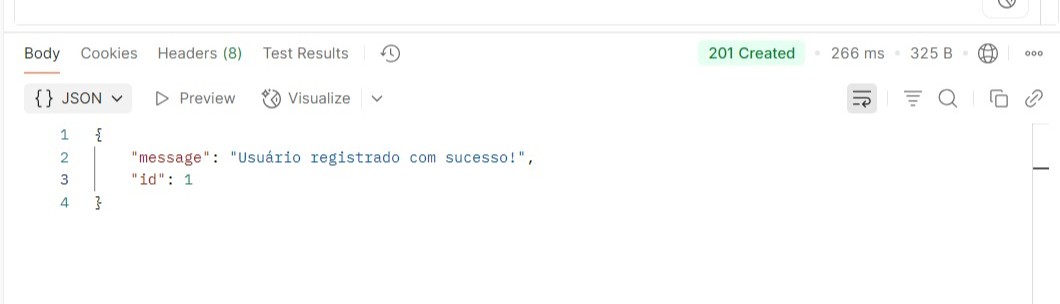 Body Cookies Headers (8) Test Results 201 Created • 266 ms • 325 B • ooo
{} JSON Preview Visualize
1 {
2 "message": "Usuário registrado com sucesso!",
3 "id": 1
4 }